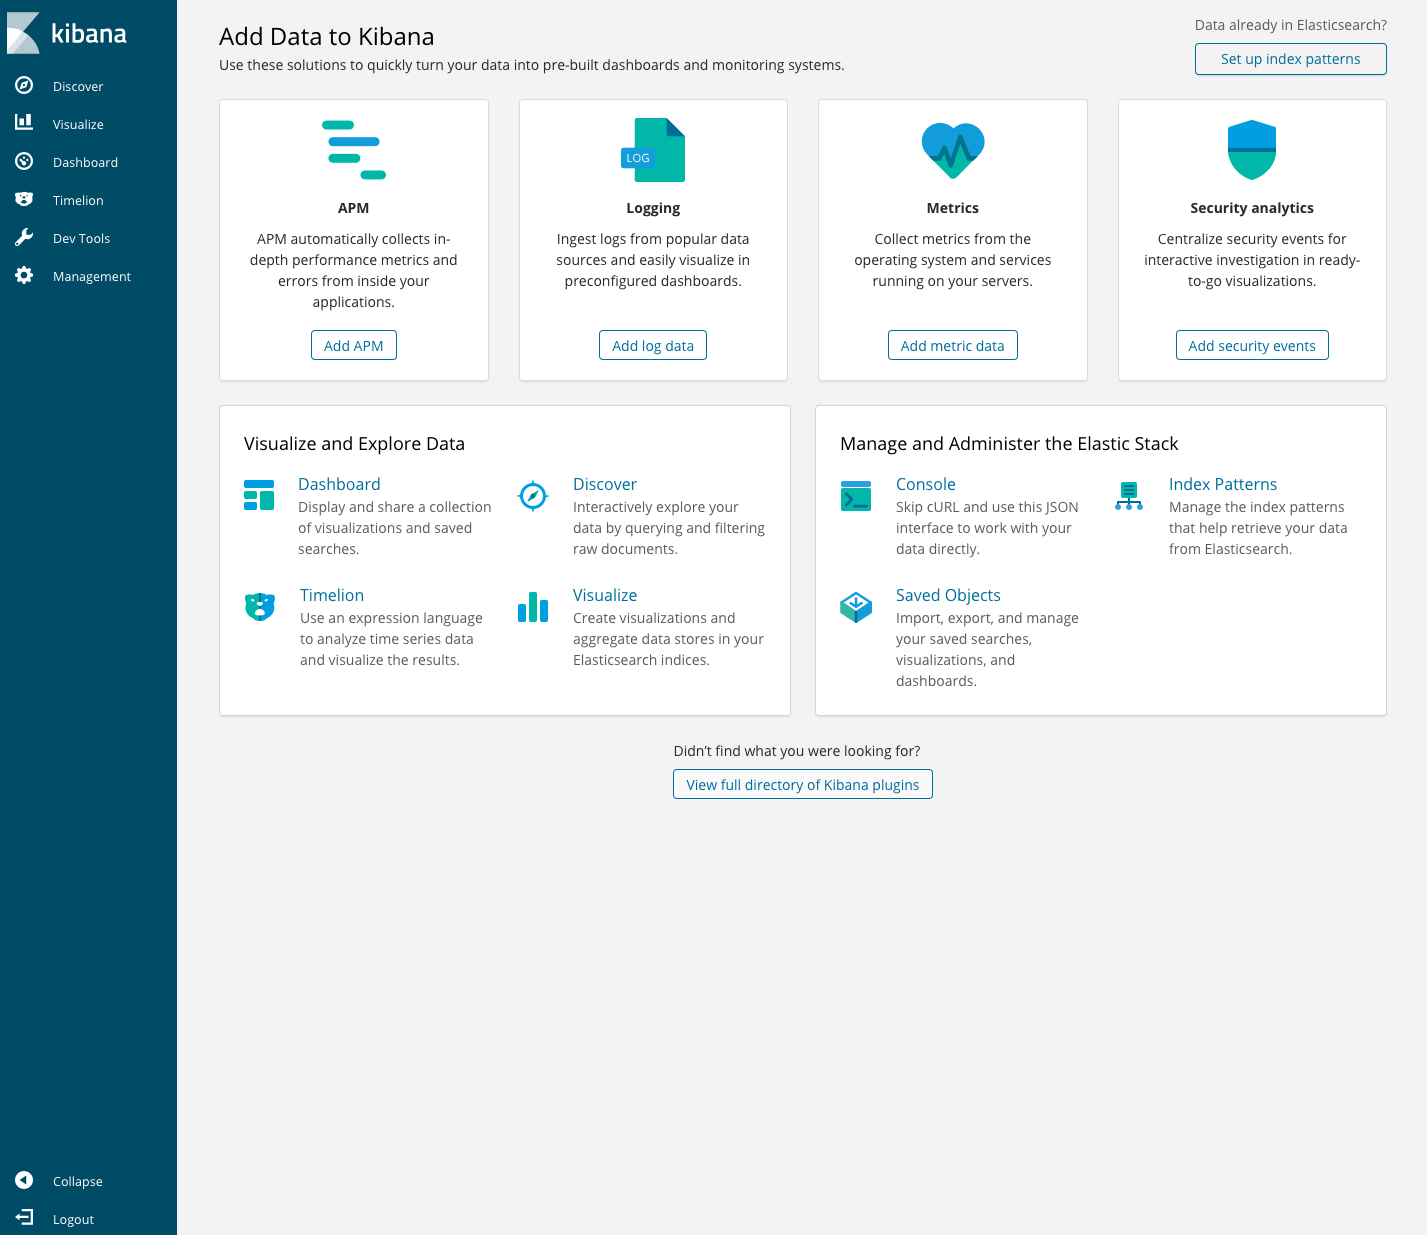 kibana
Discover
Visualize
Dashboard
Timelion
Dev Tools
Management
Collapse
Logout
Add Data to Kibana
Use these solutions to quickly turn your data into pre-built dashboards and monitoring systems.
Data already in Elasticsearch?
Set up index patterns
APM
APM automatically collects in-
depth performance metrics and
errors from inside your
applications.
Add APM
LOG
Logging
Ingest logs from popular data
sources and easily visualize in
preconfigured dashboards.
Add log data
Metrics
Collect metrics from the
operating system and services
running on your servers.
Add metric data
Security analytics
Centralize security events for
interactive investigation in ready-
to-go visualizations.
Add security events
Visualize and Explore Data
Dashboard
Display and share a collection
of visualizations and saved
searches.
Discover
Interactively explore your
data by querying and filtering
raw documents.
Timelion
Use an expression language
to analyze time series data
and visualize the results.
Visualize
Create visualizations and
aggregate data stores in your
Elasticsearch indices.
Manage and Administer the Elastic Stack
Console
Skip cURL and use this JSON
interface to work with your
data directly.
Index Patterns
Manage the index patterns
that help retrieve your data
from Elasticsearch.
Saved Objects
Import, export, and manage
your saved searches,
visualizations, and
dashboards.
Didn't find what you were looking for?
View full directory of Kibana plugins